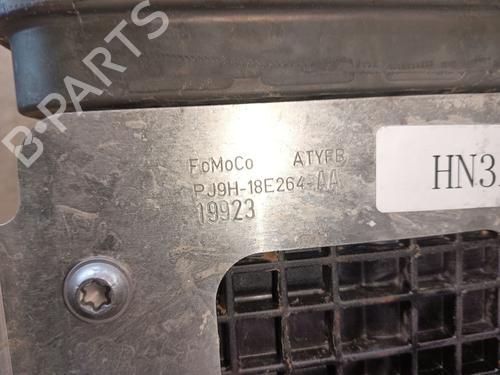 B-PARTS
FoMoCo ATYFB
PJ9H-18E264-AA
19923
HN3